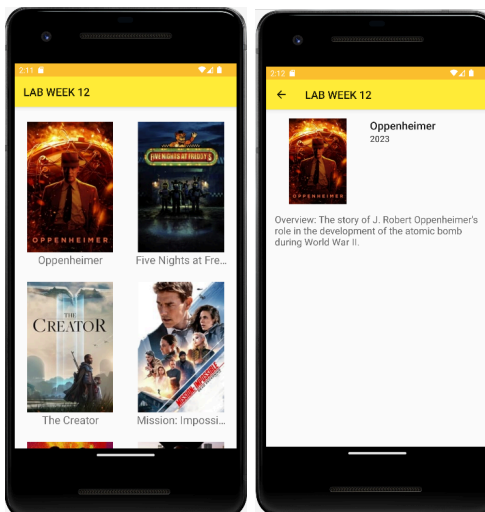 2:11
LAB WEEK 12
OPPENHEIMER
FIVE NIGHTS AT FREDDY'S
Oppenheimer
Five Nights at Fre...
THE
CREATOR
MISSION: IMPOSSIBLE
The Creator
Mission: Impossi...
2:12
LAB WEEK 12
OPPENHEIMER
Oppenheimer
2023
Overview: The story of J. Robert Oppenheimer's
role in the development of the atomic bomb
during World War II.